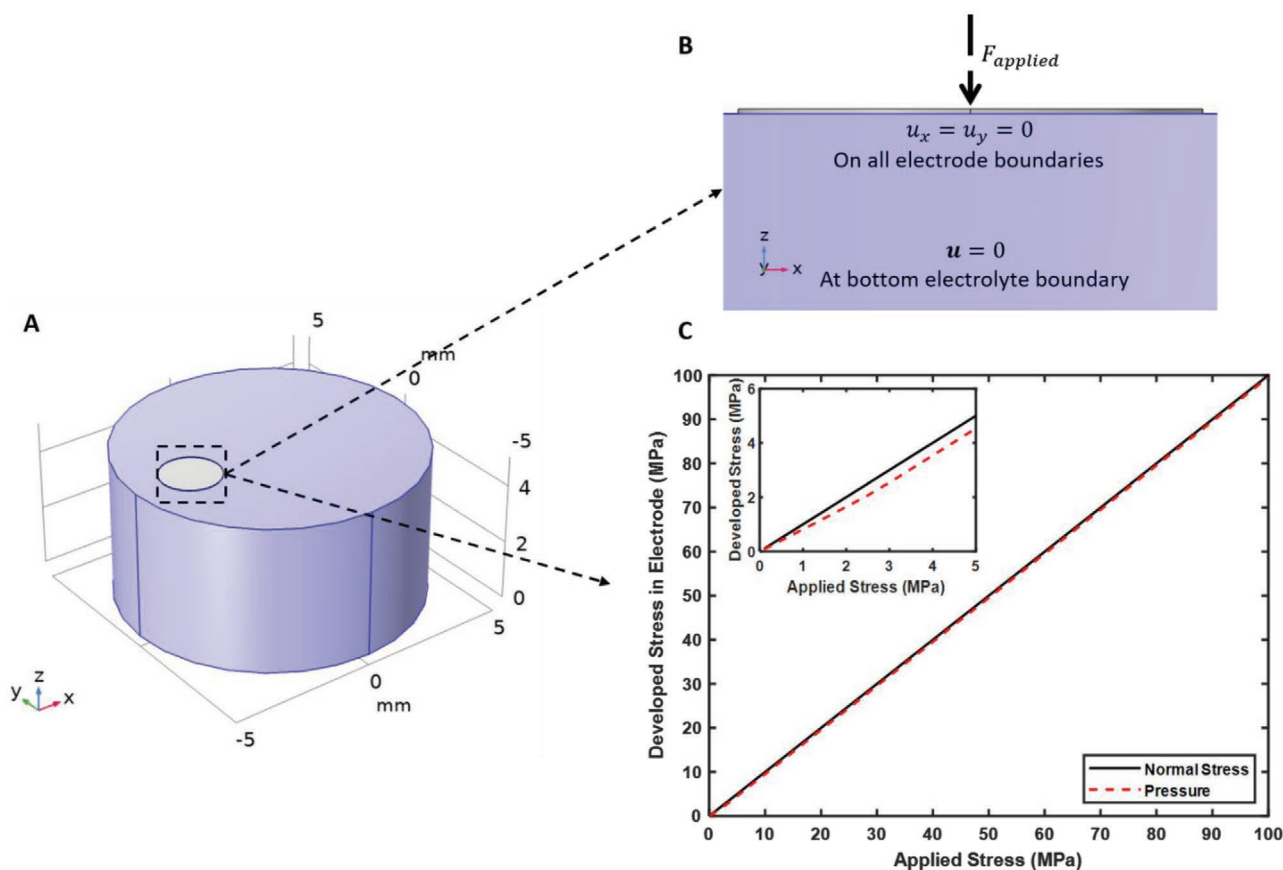 A
5
mm
0
-5
4
2
0
5
0
mm
-5
z
y
x
B
F_applied
u_x = u_y = 0
On all electrode boundaries
u = 0
At bottom electrolyte boundary
z
y
x
C
Developed Stress in Electrode (MPa)
100
90
80
70
60
50
40
30
20
10
0
0
10
20
30
40
50
60
70
80
90
100
Applied Stress (MPa)
Developed Stress (MPa)
6
4
2
0
0
1
2
3
4
5
Applied Stress (MPa)
Normal Stress
Pressure